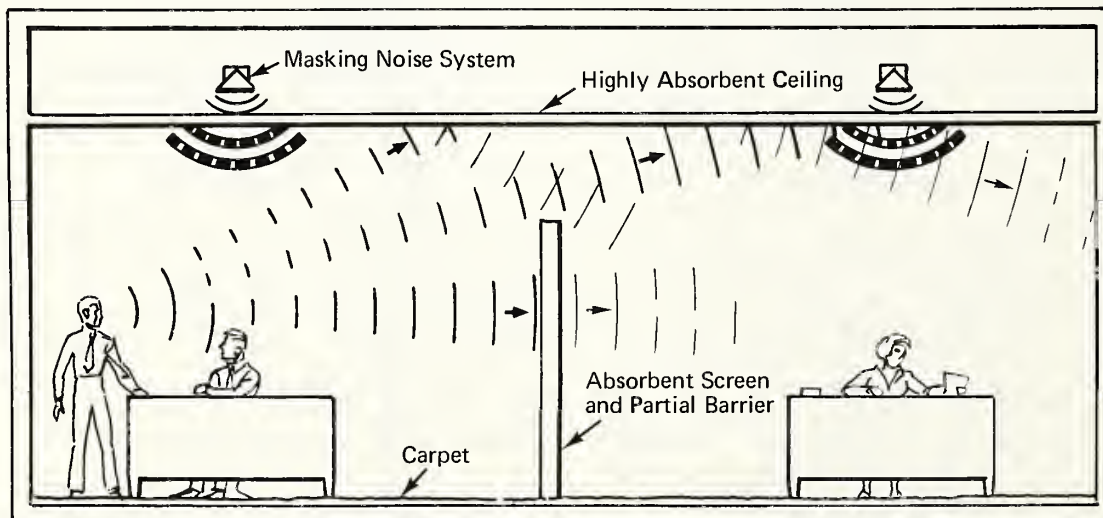 Masking Noise System
Highly Absorbent Ceiling
Absorbent Screen
and Partial Barrier
Carpet